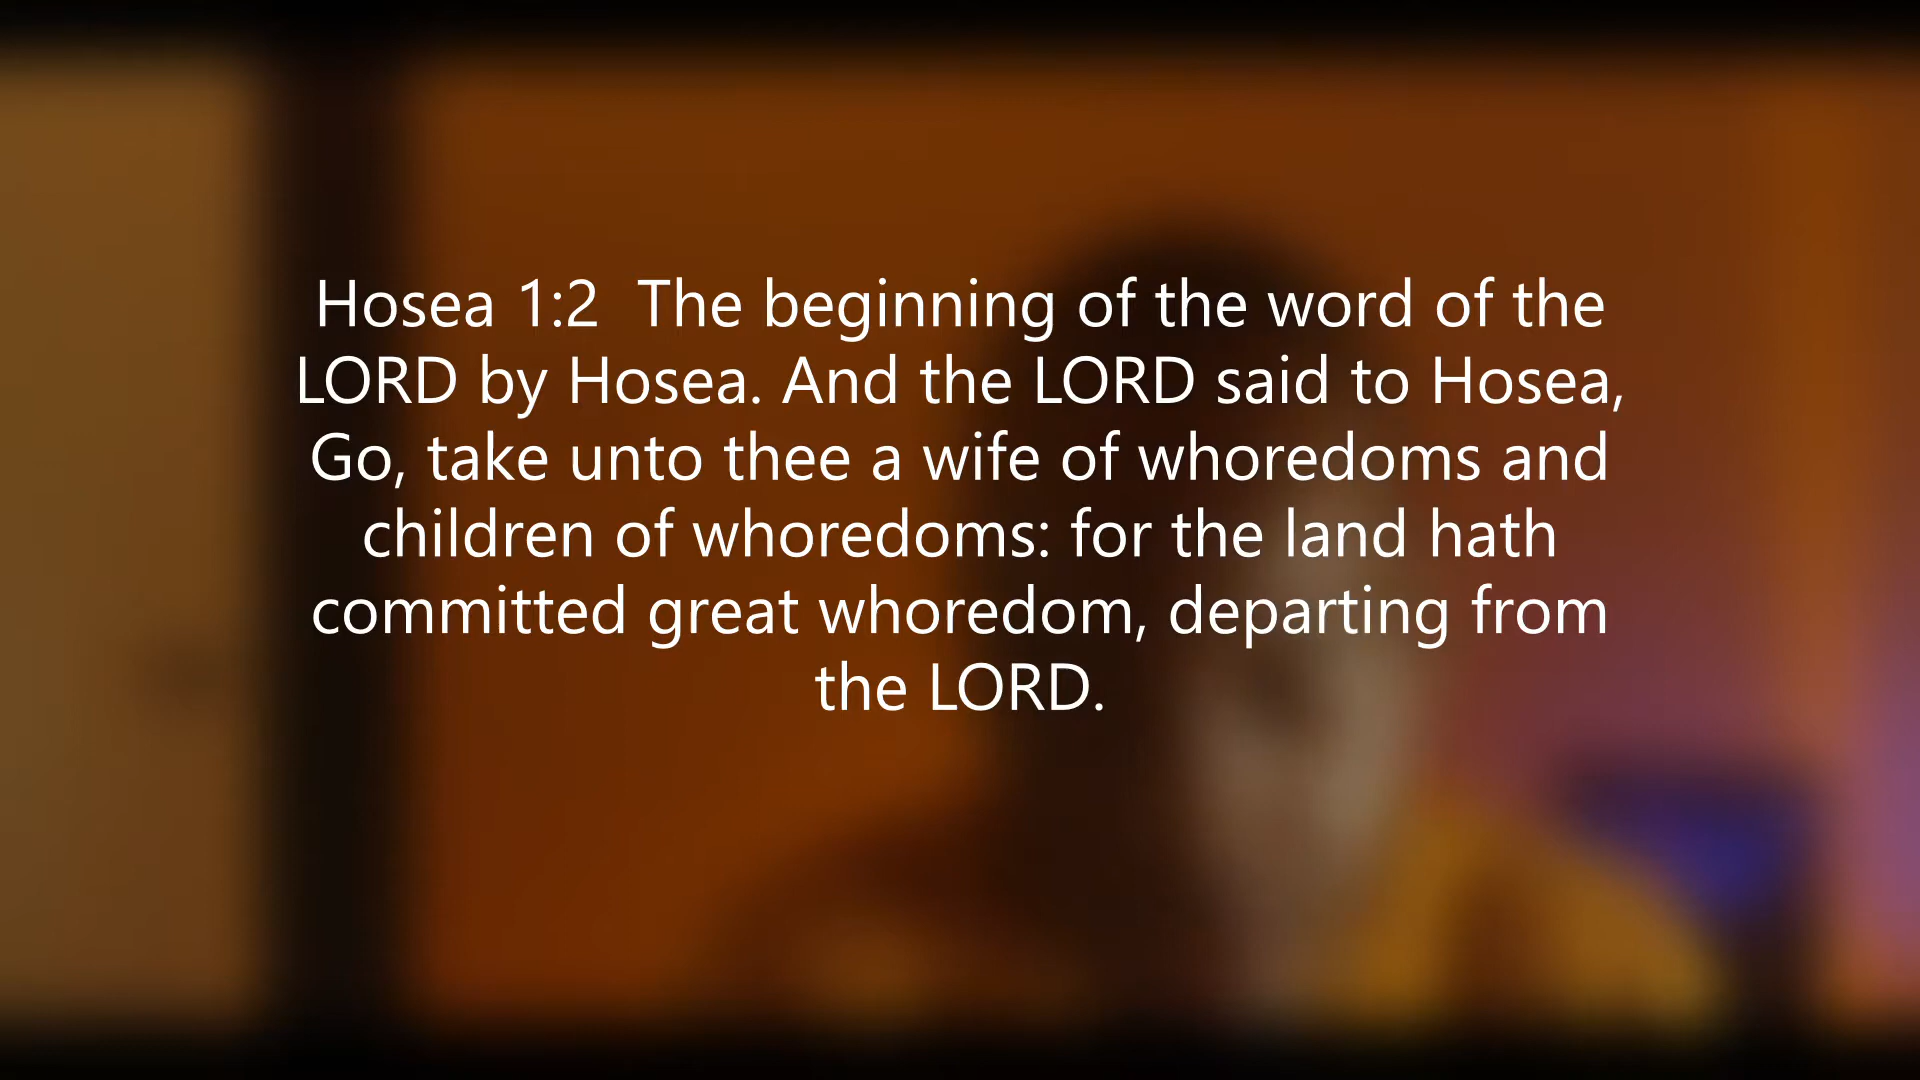 Hosea 1:2  The beginning of the word of the
LORD by Hosea. And the LORD said to Hosea,
Go, take unto thee a wife of whoredoms and
children of whoredoms: for the land hath
committed great whoredom, departing from
the LORD.